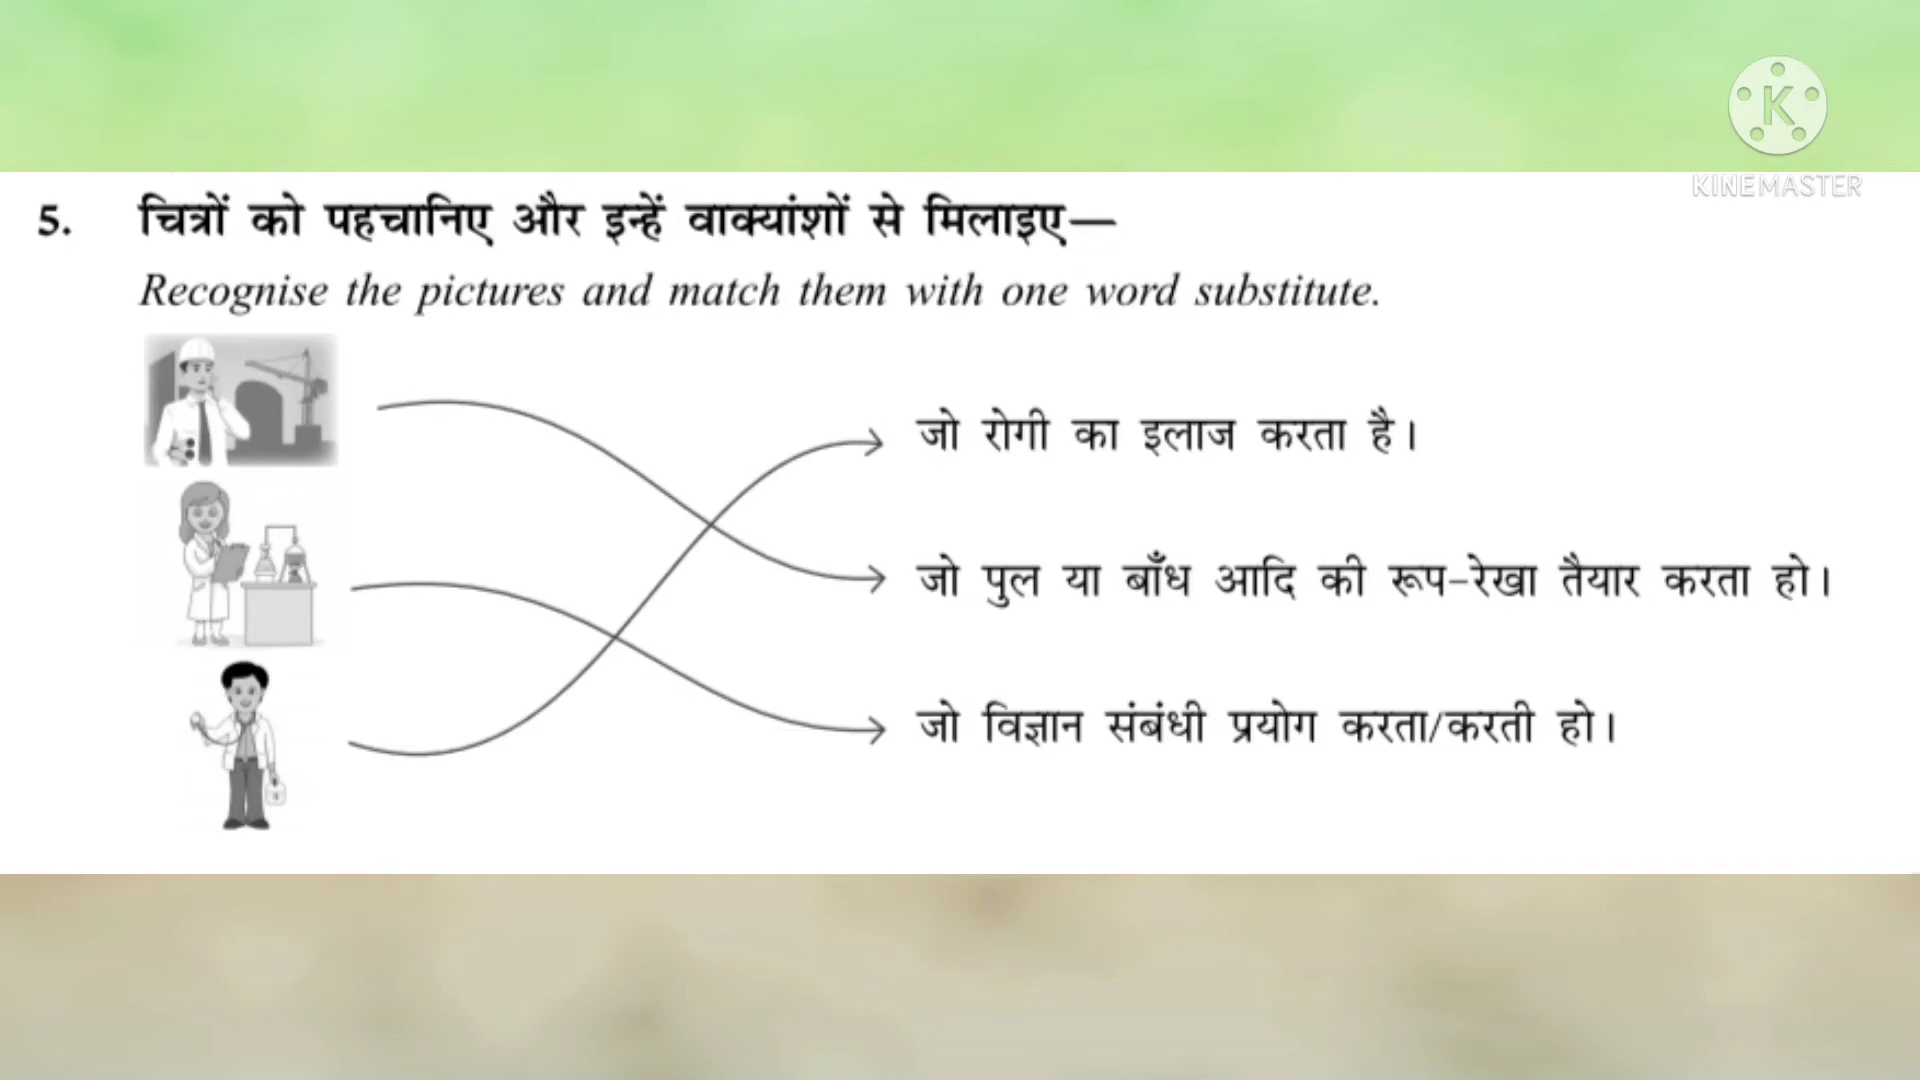 K
KINEMASTER
5. चित्रों को पहचानिए और इन्हें वाक्यांशों से मिलाइए—
Recognise the pictures and match them with one word substitute.
जो रोगी का इलाज करता है।
जो पुल या बाँध आदि की रूप-रेखा तैयार करता हो।
जो विज्ञान संबंधी प्रयोग करता/करती हो।